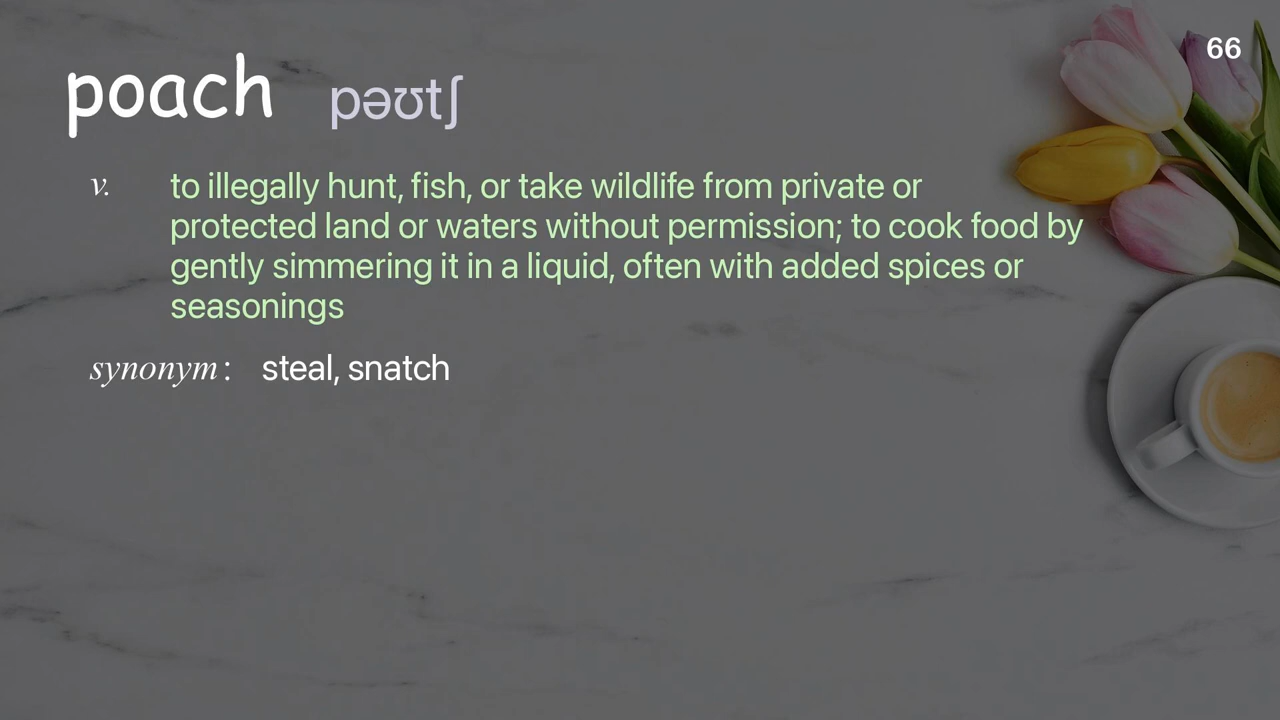 66
poach pəʊtʃ
v. to illegally hunt, fish, or take wildlife from private or
protected land or waters without permission; to cook food by
gently simmering it in a liquid, often with added spices or
seasonings
synonym: steal, snatch